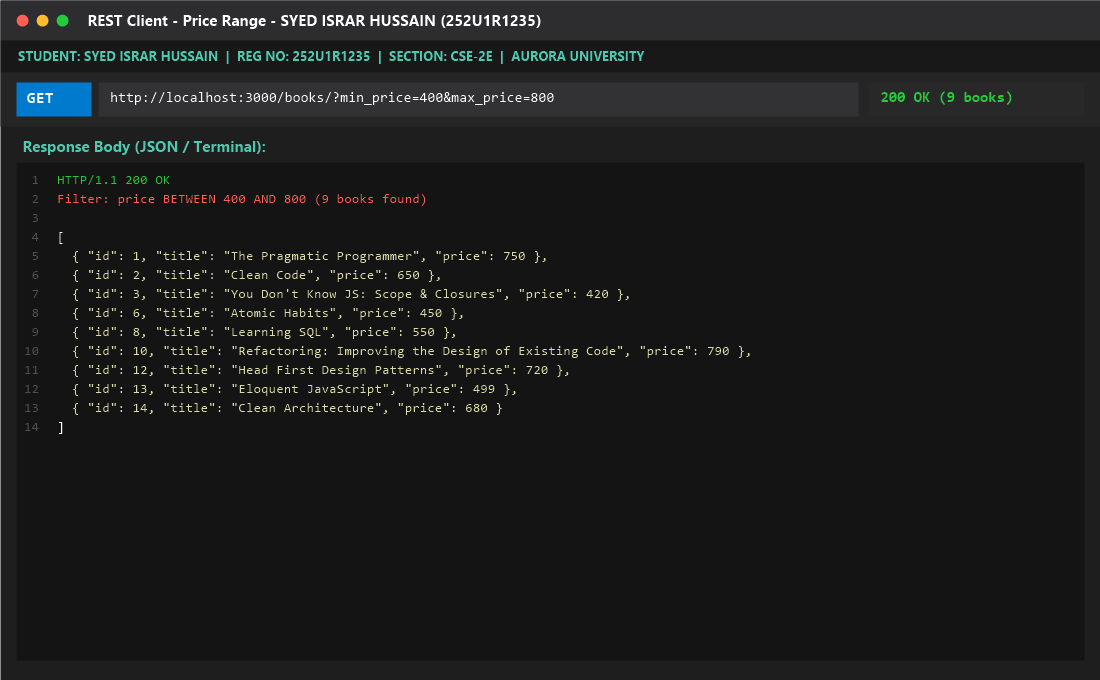 REST Client - Price Range - SYED ISRAR HUSSAIN (252U1R1235)
STUDENT: SYED ISRAR HUSSAIN | REG NO: 252U1R1235 | SECTION: CSE-2E | AURORA UNIVERSITY
GET http://localhost:3000/books/?min_price=400&max_price=800 200 OK (9 books)
Response Body (JSON / Terminal):
1 HTTP/1.1 200 OK
2 Filter: price BETWEEN 400 AND 800 (9 books found)
3
4 [
5 { "id": 1, "title": "The Pragmatic Programmer", "price": 750 },
6 { "id": 2, "title": "Clean Code", "price": 650 },
7 { "id": 3, "title": "You Don't Know JS: Scope & Closures", "price": 420 },
8 { "id": 6, "title": "Atomic Habits", "price": 450 },
9 { "id": 8, "title": "Learning SQL", "price": 550 },
10 { "id": 10, "title": "Refactoring: Improving the Design of Existing Code", "price": 790 },
11 { "id": 12, "title": "Head First Design Patterns", "price": 720 },
12 { "id": 13, "title": "Eloquent JavaScript", "price": 499 },
13 { "id": 14, "title": "Clean Architecture", "price": 680 }
14 ]